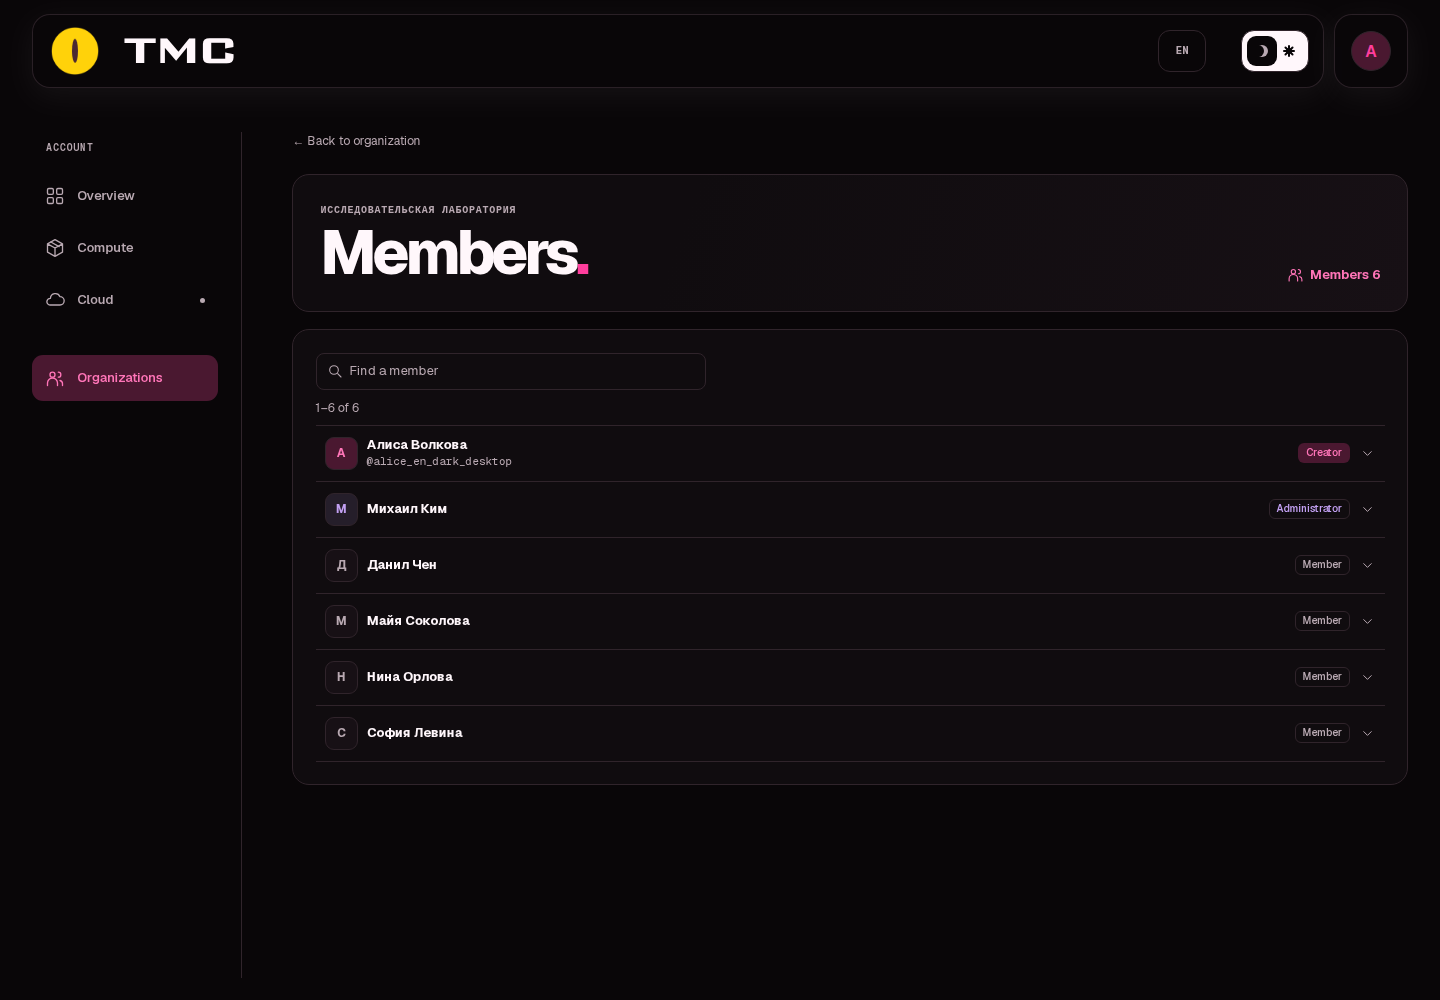 TMC
EN
A
ACCOUNT
← Back to organization
Overview
Compute
Cloud
Organizations
ИССЛЕДОВАТЕЛЬСКАЯ ЛАБОРАТОРИЯ
Members.
Members 6
Find a member
1–6 of 6
А
Алиса Волкова
@alice_en_dark_desktop
Creator
М
Михаил Ким
Administrator
Д
Данил Чен
Member
М
Майя Соколова
Member
Н
Нина Орлова
Member
С
София Левина
Member